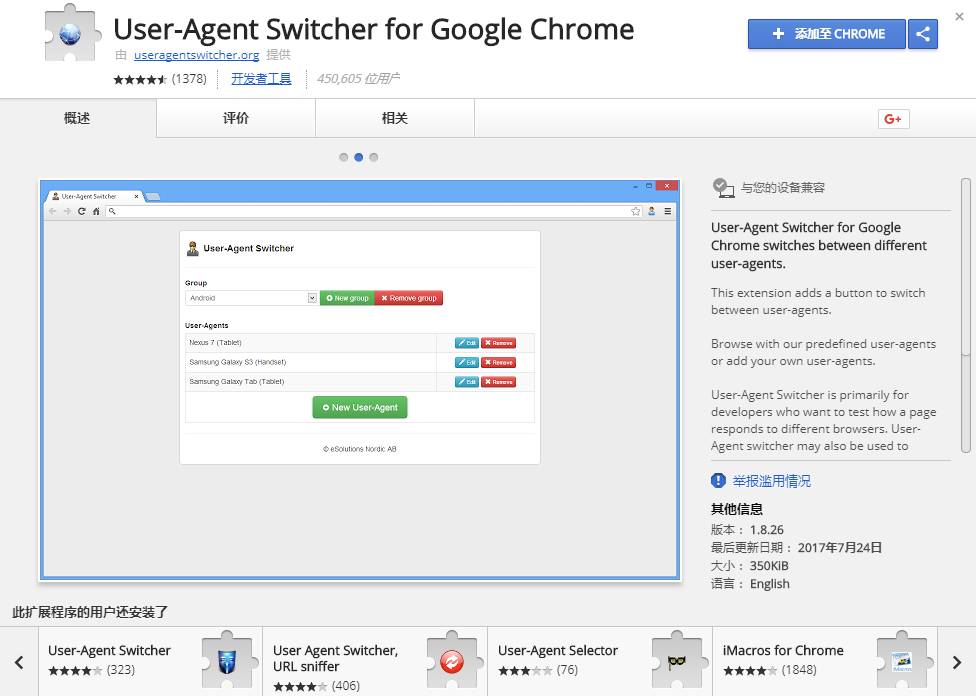 User-Agent Switcher for Google Chrome
添加至 CHROME
由 useragentswitcher.org 提供
(1378) 开发者工具 450,605 位用户
概述 评价 相关
G+
User-Agent Switcher
User-Agent Switcher
Group
Android New group Remove group
User-Agents
Nexus 7 (Tablet) Edit Remove
Samsung Galaxy S3 (Handset) Edit Remove
Samsung Galaxy Tab (Tablet) Edit Remove
New User-Agent
© eSolutions Nordic AB
与您的设备兼容
User-Agent Switcher for Google
Chrome switches between different
user-agents.
This extension adds a button to switch
between user-agents.
Browse with our predefined user-agents
or add your own user-agents.
User-Agent Switcher is primarily for
developers who want to test how a page
responds to different browsers. User-
Agent switcher may also be used to
举报滥用情况
其他信息
版本： 1.8.26
最后更新日期： 2017年7月24日
大小： 350KiB
语言： English
此扩展程序的用户还安装了
User-Agent Switcher
(323)
User Agent Switcher,
URL sniffer
(406)
User-Agent Selector
(76)
iMacros for Chrome
(1848)
iMacros